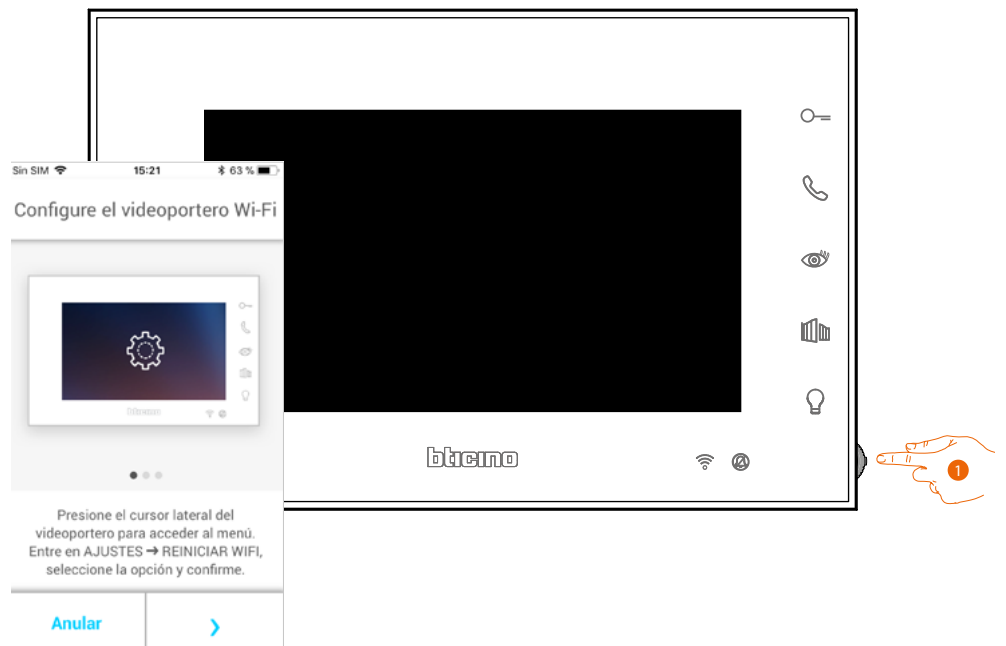 Sin SIM 15:21 63 %
Configure el videoportero Wi-Fi
bticino
Presione el cursor lateral del
videoportero para acceder al menú.
Entre en AJUSTES → REINICIAR WIFI,
seleccione la opción y confirme.
Anular
bticino
1